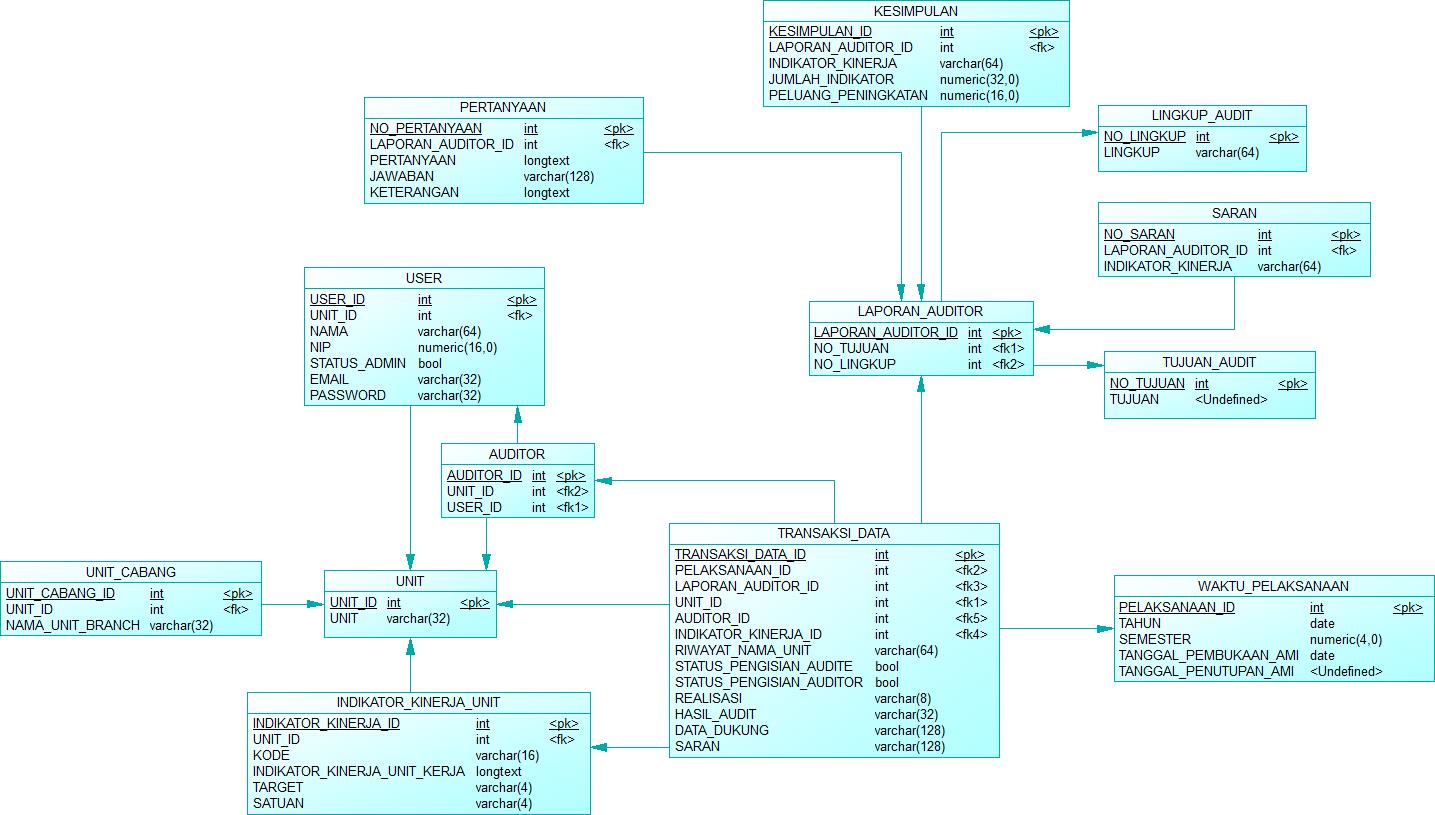 KESIMPULAN
KESIMPULAN_ID int <pk>
LAPORAN_AUDITOR_ID int <fk>
INDIKATOR_KINERJA varchar(64)
JUMLAH_INDIKATOR numeric(32,0)
PELUANG_PENINGKATAN numeric(16,0)
PERTANYAAN
NO_PERTANYAAN int <pk>
LAPORAN_AUDITOR_ID int <fk>
PERTANYAAN longtext
JAWABAN varchar(128)
KETERANGAN longtext
LINGKUP_AUDIT
NO_LINGKUP int <pk>
LINGKUP varchar(64)
SARAN
NO_SARAN int <pk>
LAPORAN_AUDITOR_ID int <fk>
INDIKATOR_KINERJA varchar(64)
USER
USER_ID int <pk>
UNIT_ID int <fk>
NAMA varchar(64)
NIP numeric(16,0)
STATUS_ADMIN bool
EMAIL varchar(32)
PASSWORD varchar(32)
LAPORAN_AUDITOR
LAPORAN_AUDITOR_ID int <pk>
NO_TUJUAN int <fk1>
NO_LINGKUP int <fk2>
TUJUAN_AUDIT
NO_TUJUAN int <pk>
TUJUAN <Undefined>
AUDITOR
AUDITOR_ID int <pk>
UNIT_ID int <fk2>
USER_ID int <fk1>
TRANSAKSI_DATA
TRANSAKSI_DATA_ID int <pk>
PELAKSANAAN_ID int <fk2>
LAPORAN_AUDITOR_ID int <fk3>
UNIT_ID int <fk1>
AUDITOR_ID int <fk5>
INDIKATOR_KINERJA_ID int <fk4>
RIWAYAT_NAMA_UNIT varchar(64)
STATUS_PENGISIAN_AUDITE bool
STATUS_PENGISIAN_AUDITOR bool
REALISASI varchar(8)
HASIL_AUDIT varchar(32)
DATA_DUKUNG varchar(128)
SARAN varchar(128)
UNIT_CABANG
UNIT_CABANG_ID int <pk>
UNIT_ID int <fk>
NAMA_UNIT_BRANCH varchar(32)
UNIT
UNIT_ID int <pk>
UNIT varchar(32)
WAKTU_PELAKSANAAN
PELAKSANAAN_ID int <pk>
TAHUN date
SEMESTER numeric(4,0)
TANGGAL_PEMBUKAAN_AMI date
TANGGAL_PENUTUPAN_AMI <Undefined>
INDIKATOR_KINERJA_UNIT
INDIKATOR_KINERJA_ID int <pk>
UNIT_ID int <fk>
KODE varchar(16)
INDIKATOR_KINERJA_UNIT_KERJA longtext
TARGET varchar(4)
SATUAN varchar(4)